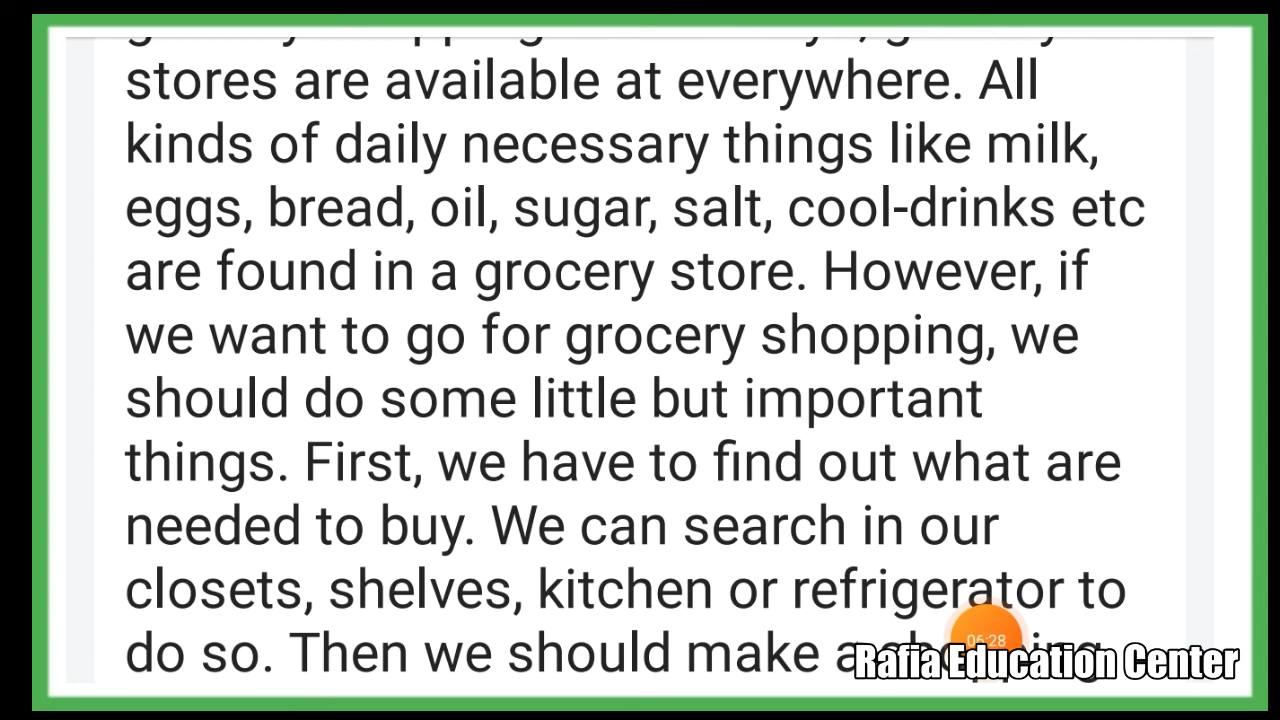 stores are available at everywhere. All
kinds of daily necessary things like milk,
eggs, bread, oil, sugar, salt, cool-drinks etc
are found in a grocery store. However, if
we want to go for grocery shopping, we
should do some little but important
things. First, we have to find out what are
needed to buy. We can search in our
closets, shelves, kitchen or refrigerator to
do so. Then we should make a
06:28
Rafia Education Center